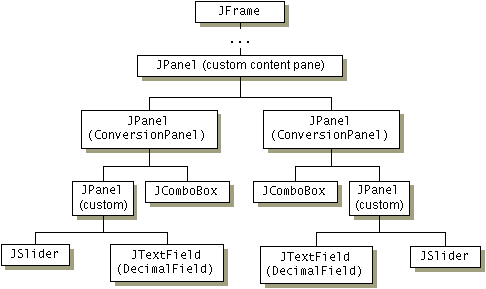 JFrame
...
JPanel (custom content pane)
JPanel
(ConversionPanel)
JPanel
(ConversionPanel)
JPanel
(custom)
JComboBox
JComboBox
JPanel
(custom)
JSlider
JTextField
(DecimalField)
JTextField
(DecimalField)
JSlider